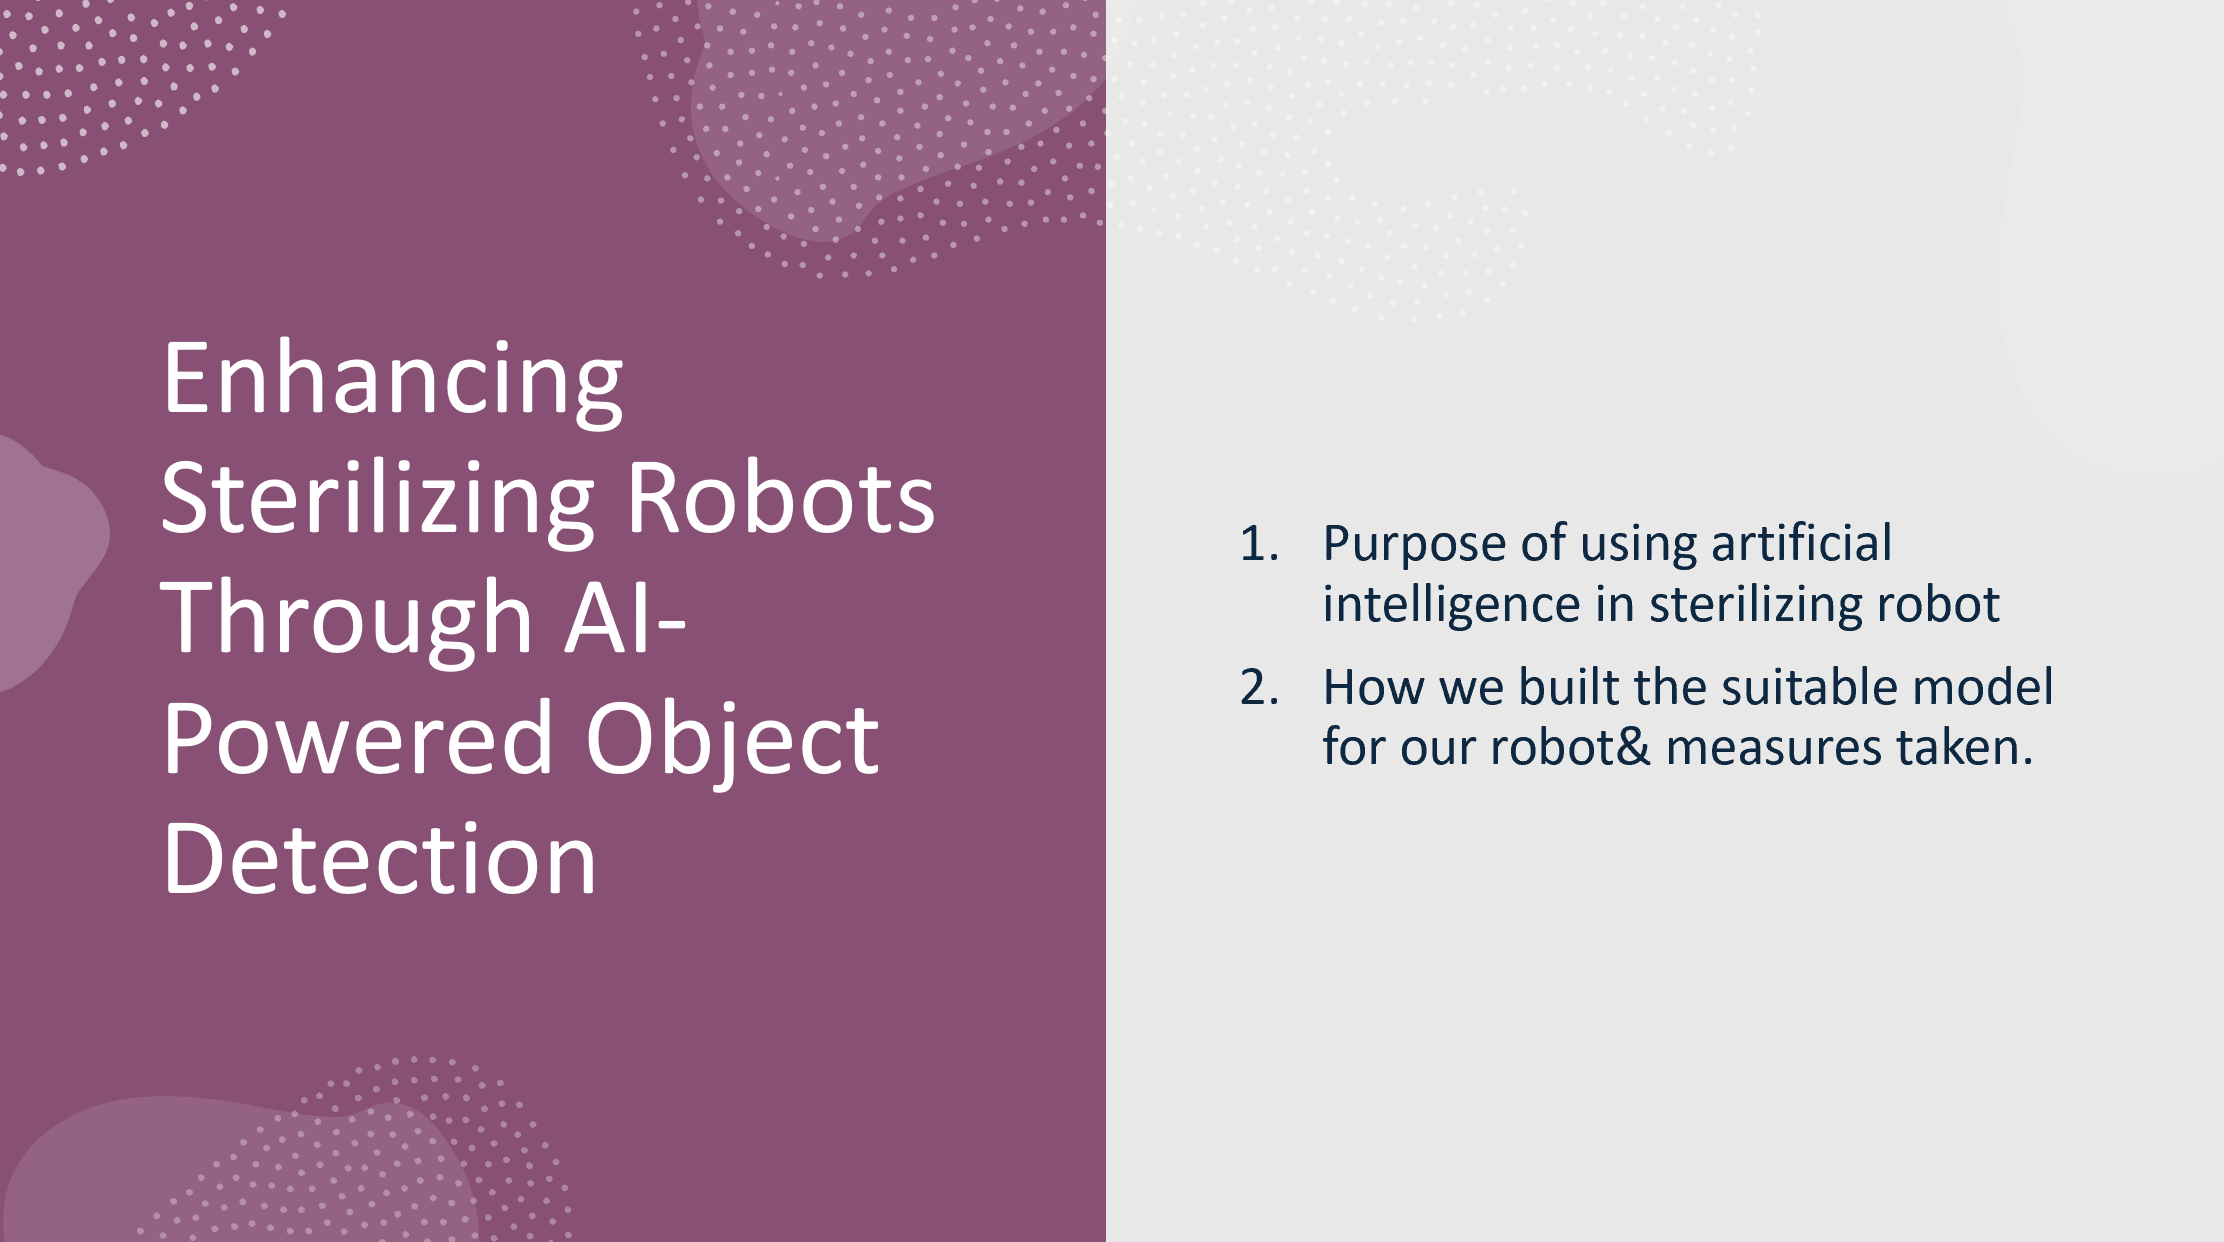 Enhancing
Sterilizing Robots
Through AI-
Powered Object
Detection
1. Purpose of using artificial
intelligence in sterilizing robot
2. How we built the suitable model
for our robot& measures taken.